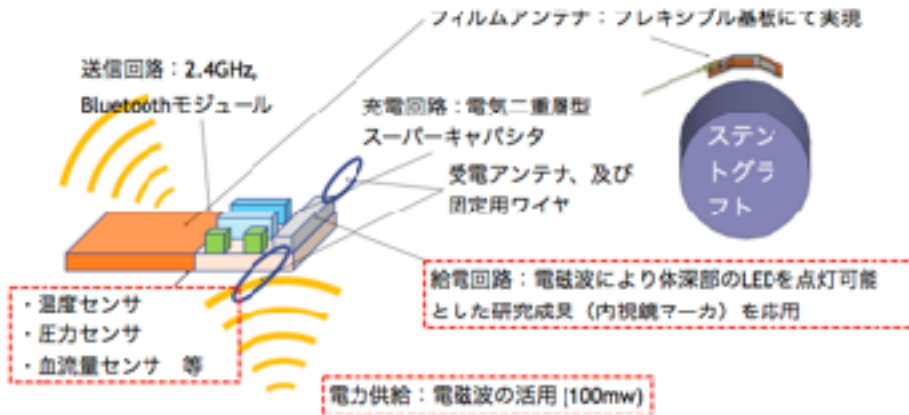 フィルムアンテナ：フレキシブル基板にて実現
送信回路：2.4GHz,
Bluetoothモジュール
充電回路：電気二重層型
スーパーキャパシタ
受電アンテナ、及び
固定用ワイヤ
ステン
トグラ
フト
給電回路：電磁波により体深部のLEDを点灯可能
とした研究成果（内視鏡マーカ）を応用
・温度センサ
・圧力センサ
・血流量センサ　等
電力供給：電磁波の活用 (100mw)